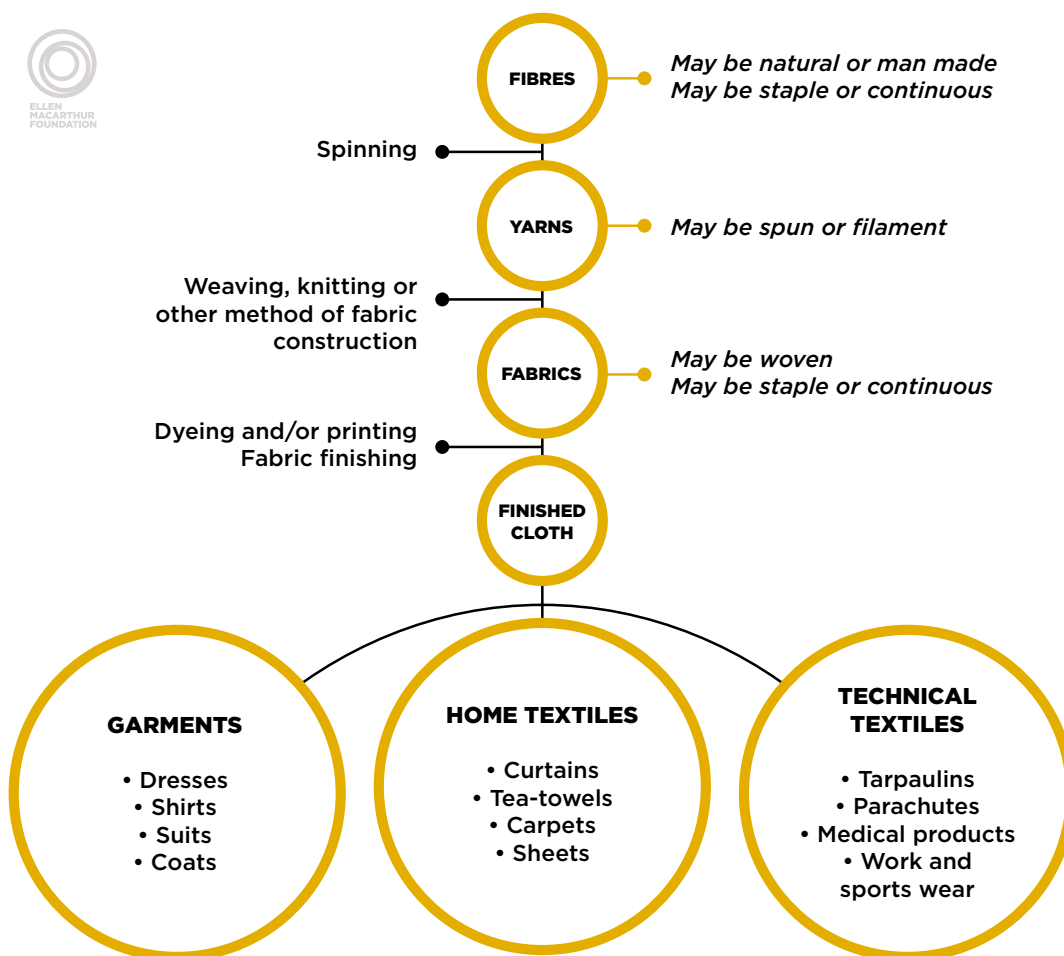 ELLEN
MACARTHUR
FOUNDATION
FIBRES
May be natural or man made
May be staple or continuous
Spinning
YARNS
May be spun or filament
Weaving, knitting or
other method of fabric
construction
FABRICS
May be woven
May be staple or continuous
Dyeing and/or printing
Fabric finishing
FINISHED
CLOTH
GARMENTS
• Dresses
• Shirts
• Suits
• Coats
HOME TEXTILES
• Curtains
• Tea-towels
• Carpets
• Sheets
TECHNICAL
TEXTILES
• Tarpaulins
• Parachutes
• Medical products
• Work and
sports wear